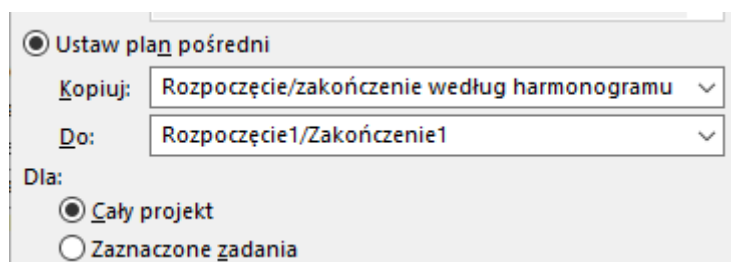 Ustaw plan pośredni
Kopiuj: Rozpoczęcie/zakończenie według harmonogramu
Do: Rozpoczęcie1/Zakończenie1
Dla:
Cały projekt
Zaznaczone zadania